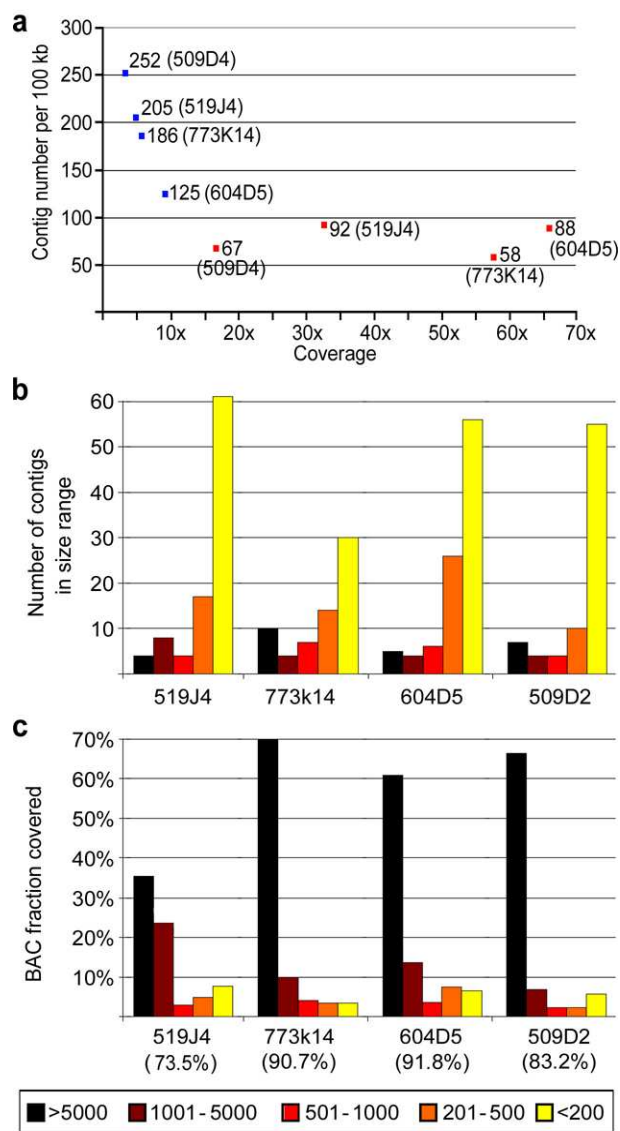 a
Contig number per 100 kb
300
250
200
150
100
50
252 (509D4)
205 (519J4)
186 (773K14)
125 (604D5)
67
(509D4)
92 (519J4)
58
(773K14)
88
(604D5)
10x 20x 30x 40x 50x 60x 70x
Coverage
b
Number of contigs
in size range
60
50
40
30
20
10
519J4 773k14 604D5 509D2
c
BAC fraction covered
70%
60%
50%
40%
30%
20%
10%
519J4 773k14 604D5 509D2
(73.5%) (90.7%) (91.8%) (83.2%)
>5000 1001-5000 501-1000 201-500 <200